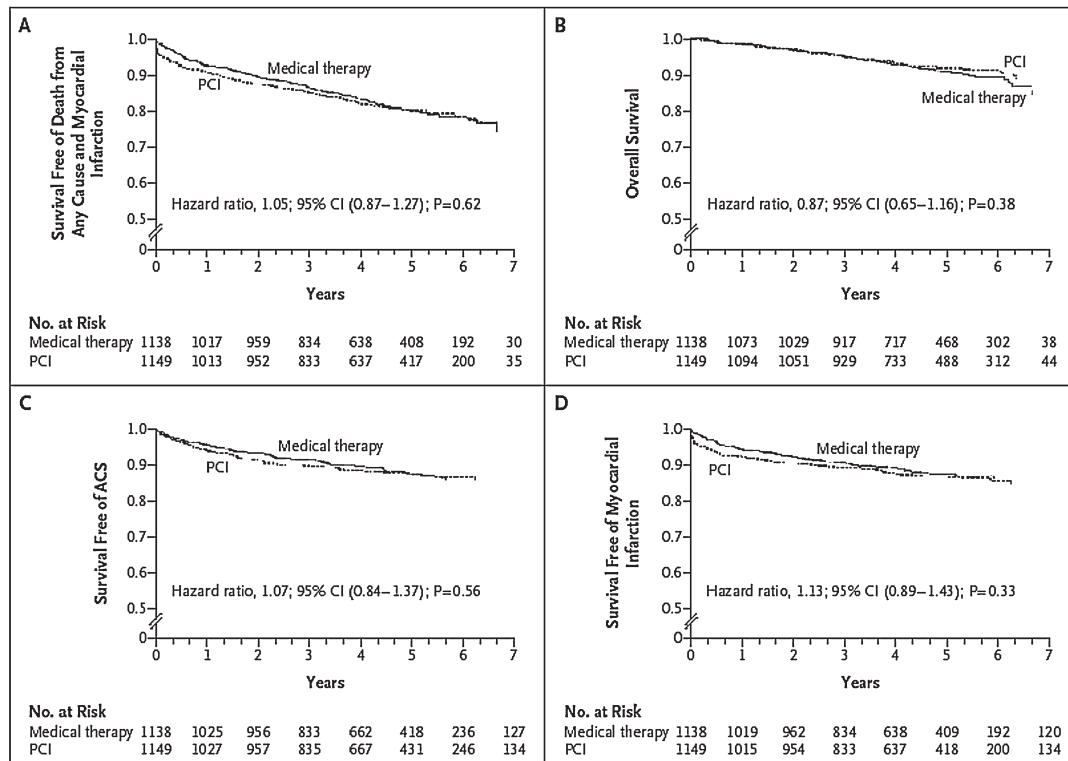 A
Survival Free of Death from
Any Cause and Myocardial
Infarction
1.0
0.9
0.8
0.7
0.6
0.5
0
Medical therapy
PCI
Hazard ratio, 1.05; 95% CI (0.87–1.27); P=0.62
0 1 2 3 4 5 6 7
Years
No. at Risk
Medical therapy 1138 1017 959 834 638 408 192 30
PCI 1149 1013 952 833 637 417 200 35
B
Overall Survival
1.0
0.9
0.8
0.7
0.6
0.5
0
PCI
Medical therapy
Hazard ratio, 0.87; 95% CI (0.65–1.16); P=0.38
0 1 2 3 4 5 6 7
Years
No. at Risk
Medical therapy 1138 1073 1029 917 717 468 302 38
PCI 1149 1094 1051 929 733 488 312 44
C
Survival Free of ACS
1.0
0.9
0.8
0.7
0.6
0.5
0
Medical therapy
PCI
Hazard ratio, 1.07; 95% CI (0.84–1.37); P=0.56
0 1 2 3 4 5 6 7
Years
No. at Risk
Medical therapy 1138 1025 956 833 662 418 236 127
PCI 1149 1027 957 835 667 431 246 134
D
Survival Free of Myocardial
Infarction
1.0
0.9
0.8
0.7
0.6
0.5
0
Medical therapy
PCI
Hazard ratio, 1.13; 95% CI (0.89–1.43); P=0.33
0 1 2 3 4 5 6 7
Years
No. at Risk
Medical therapy 1138 1019 962 834 638 409 192 120
PCI 1149 1015 954 833 637 418 200 134